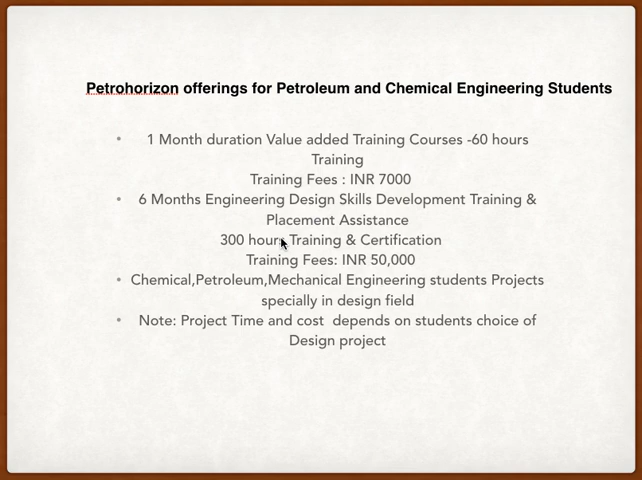 Petrohorizon offerings for Petroleum and Chemical Engineering Students
• 1 Month duration Value added Training Courses -60 hours
Training
Training Fees : INR 7000
• 6 Months Engineering Design Skills Development Training &
Placement Assistance
300 hours Training & Certification
Training Fees: INR 50,000
• Chemical,Petroleum,Mechanical Engineering students Projects
specially in design field
• Note: Project Time and cost  depends on students choice of
Design project